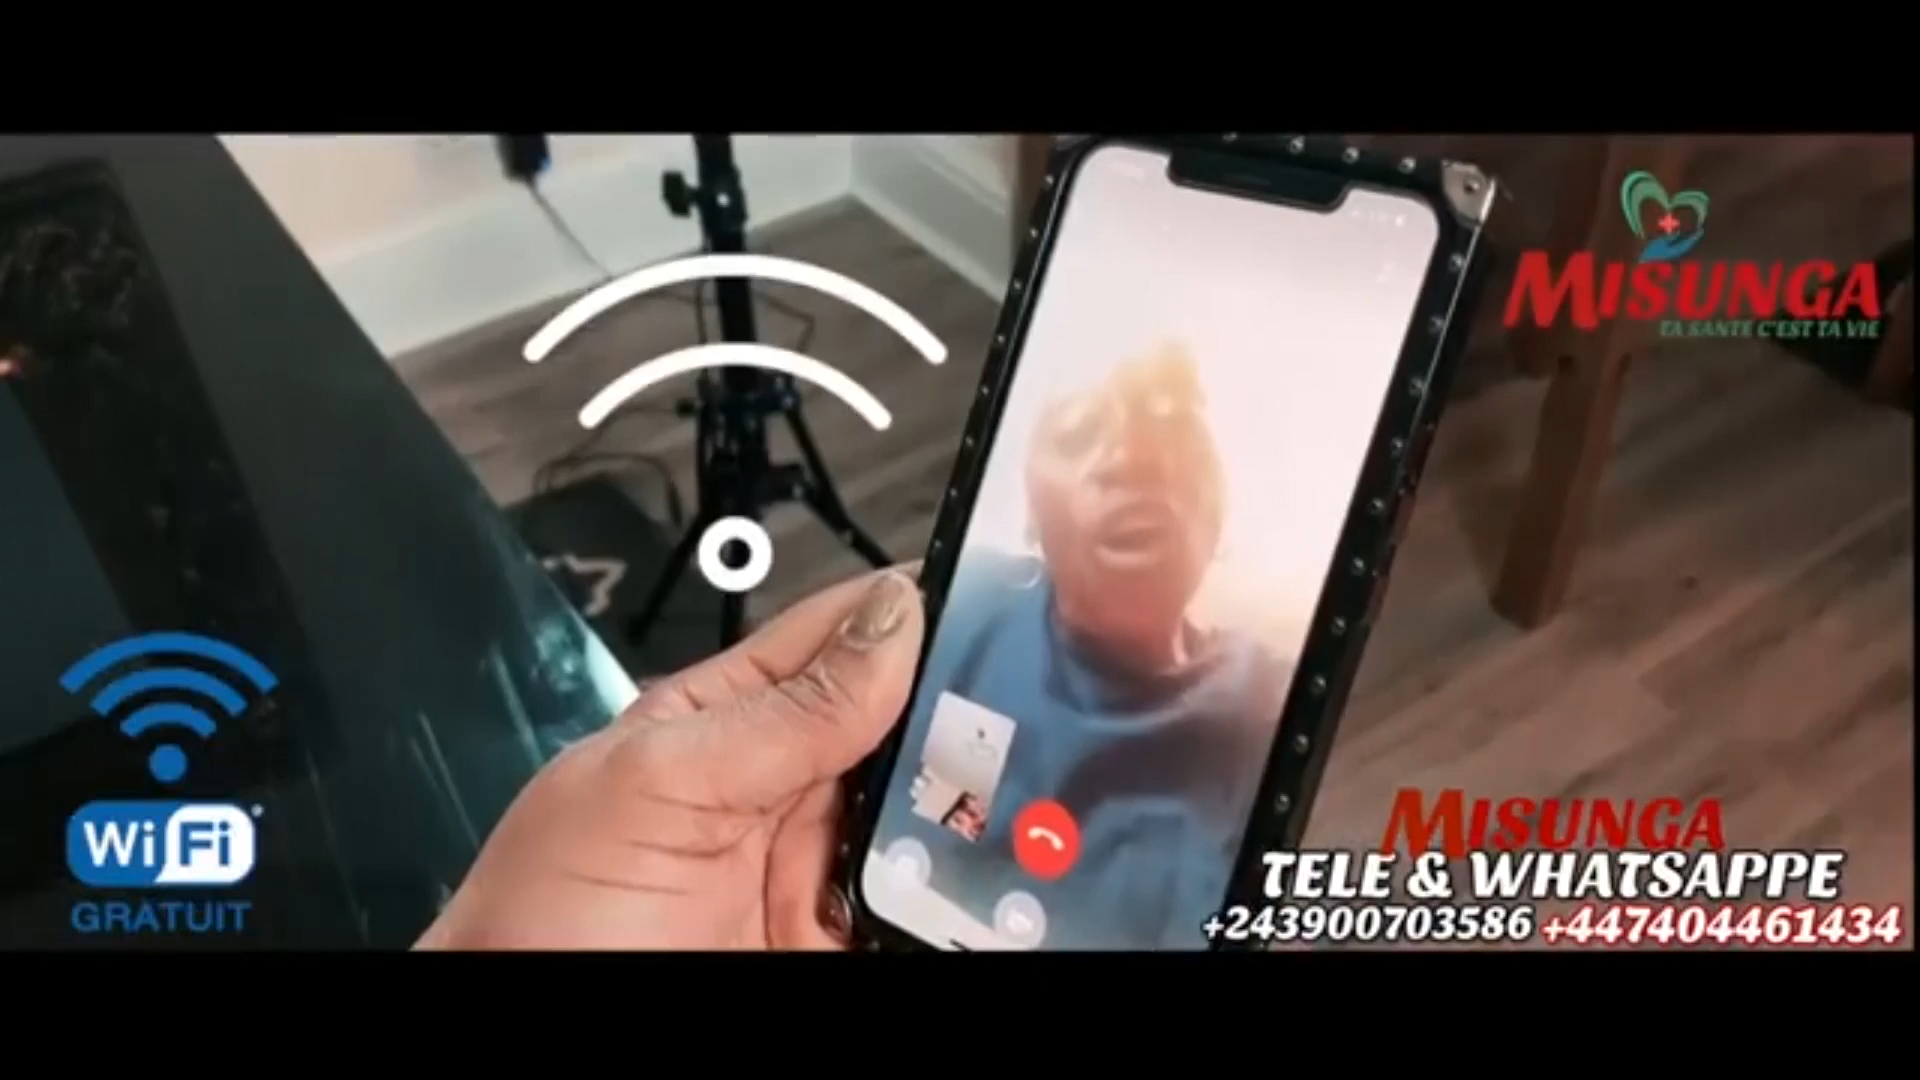 MISUNGA
TA SANTE C'EST TA VIE
WiFi
GRATUIT
MISUNGA
TELE & WHATSAPPE
+243900703586 +447404461434